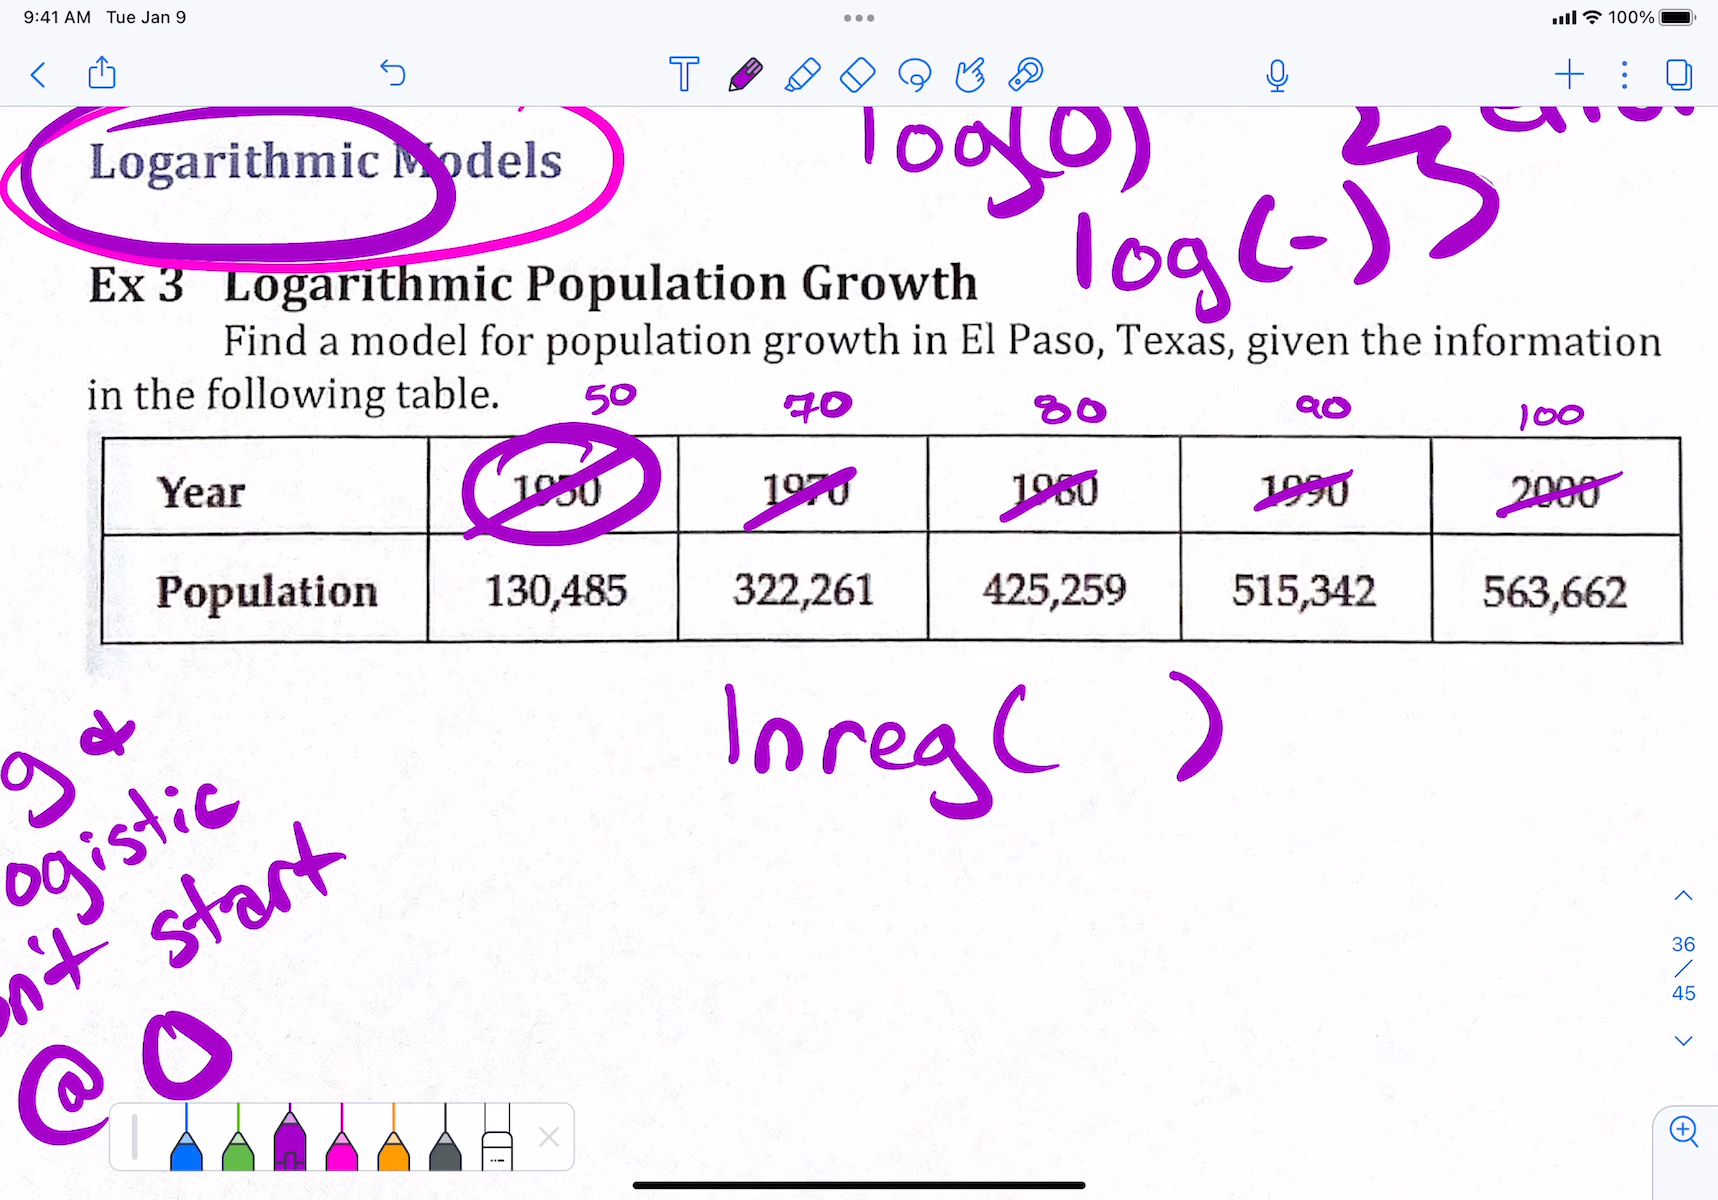 9:41 AM Tue Jan 9
100%
log(0)
Logarithmic Models
log(-)
Ex 3 Logarithmic Population Growth
Find a model for population growth in El Paso, Texas, given the information
in the following table.
50 70 80 90 100
Year 1950 1970 1980 1990 2000
Population 130,485 322,261 425,259 515,342 563,662
lnreg( )
g &
ogistic
n't start
@ 0
36
/
45